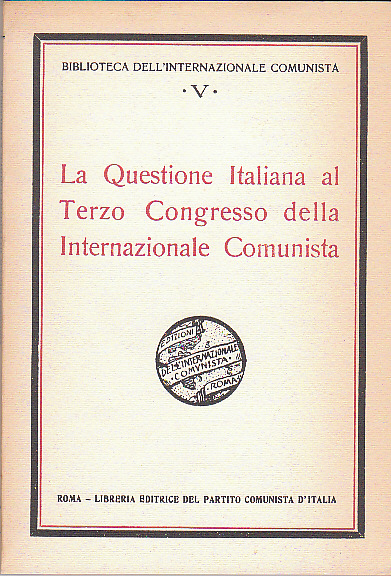 BIBLIOTECA DELL'INTERNAZIONALE COMUNISTA
·V·
La Questione Italiana al
Terzo Congresso della
Internazionale Comunista
EDIZIONI
DELL'INTERNAZIONALE
COMVNISTA
ROMA
ROMA – LIBRERIA EDITRICE DEL PARTITO COMUNISTA D'ITALIA